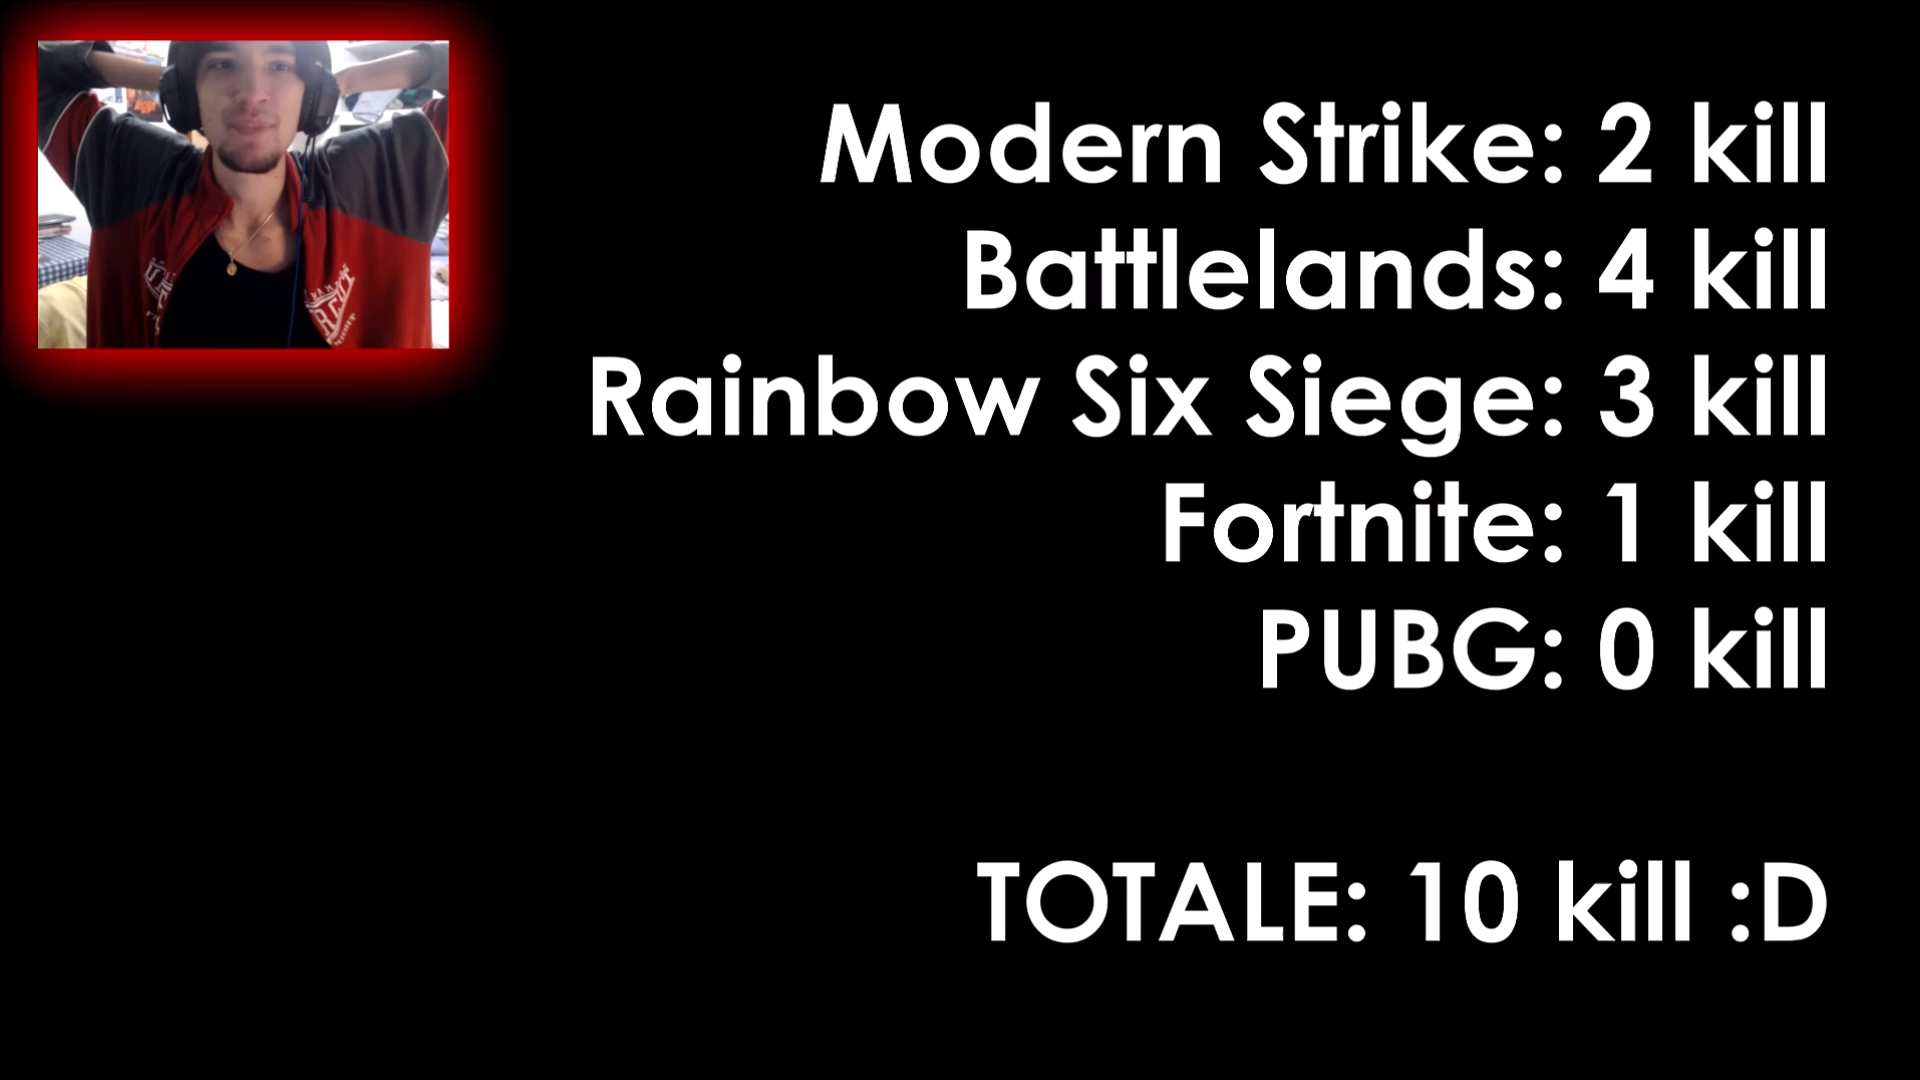 Modern Strike: 2 kill
Battlelands: 4 kill
Rainbow Six Siege: 3 kill
Fortnite: 1 kill
PUBG: 0 kill
TOTALE: 10 kill :D